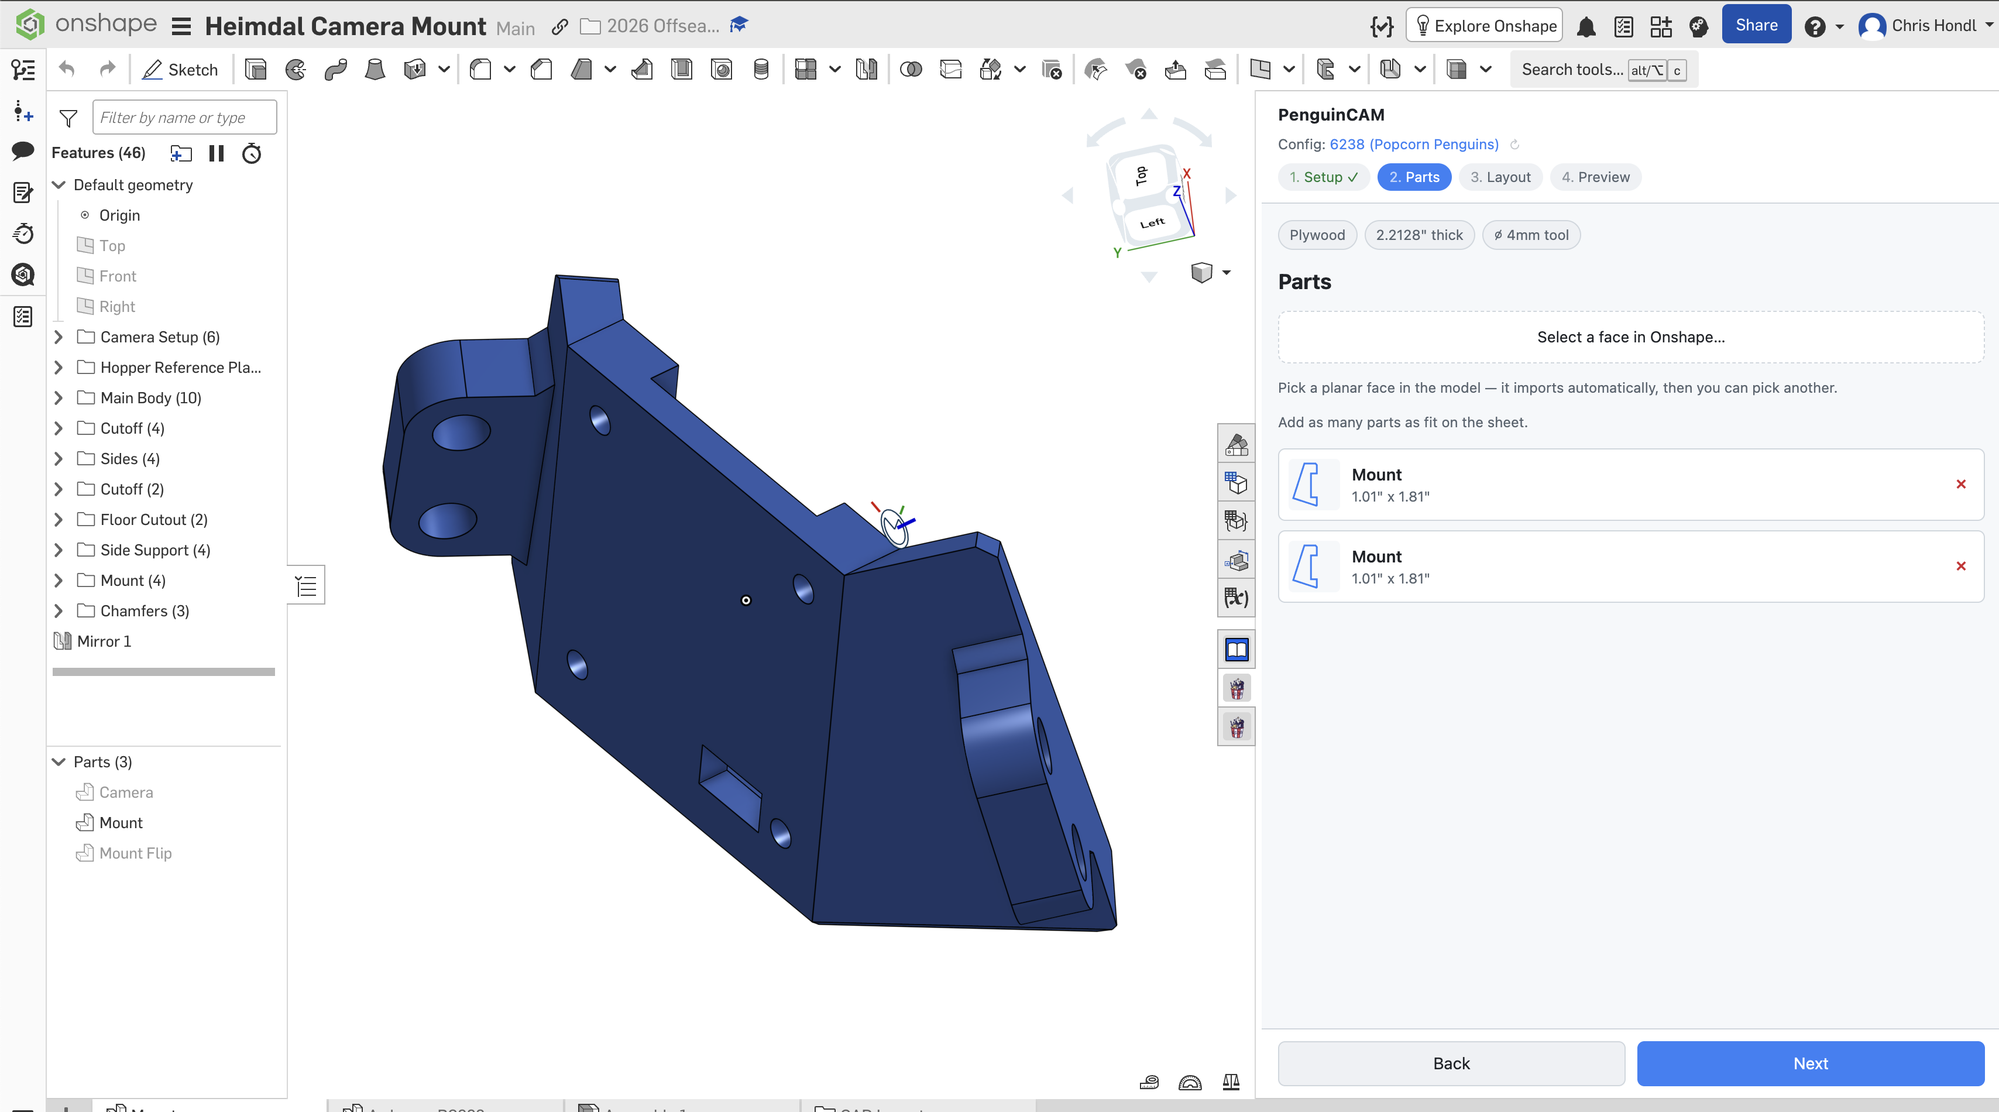 onshape
Heimdal Camera Mount Main
2026 Offsea...
Explore Onshape
Share
Chris Hondl
Sketch
Search tools... alt/⌥ c
Filter by name or type
Features (46)
Default geometry
Origin
Top
Front
Right
Camera Setup (6)
Hopper Reference Pla...
Main Body (10)
Cutoff (4)
Sides (4)
Cutoff (2)
Floor Cutout (2)
Side Support (4)
Mount (4)
Chamfers (3)
Mirror 1
Parts (3)
Camera
Mount
Mount Flip
Top
Left
X
Z
Y
PenguinCAM
Config: 6238 (Popcorn Penguins)
1. Setup ✓
2. Parts
3. Layout
4. Preview
Plywood
2.2128" thick
⌀ 4mm tool
Parts
Select a face in Onshape...
Pick a planar face in the model — it imports automatically, then you can pick another.
Add as many parts as fit on the sheet.
Mount
1.01" x 1.81"
×
Mount
1.01" x 1.81"
×
Back
Next